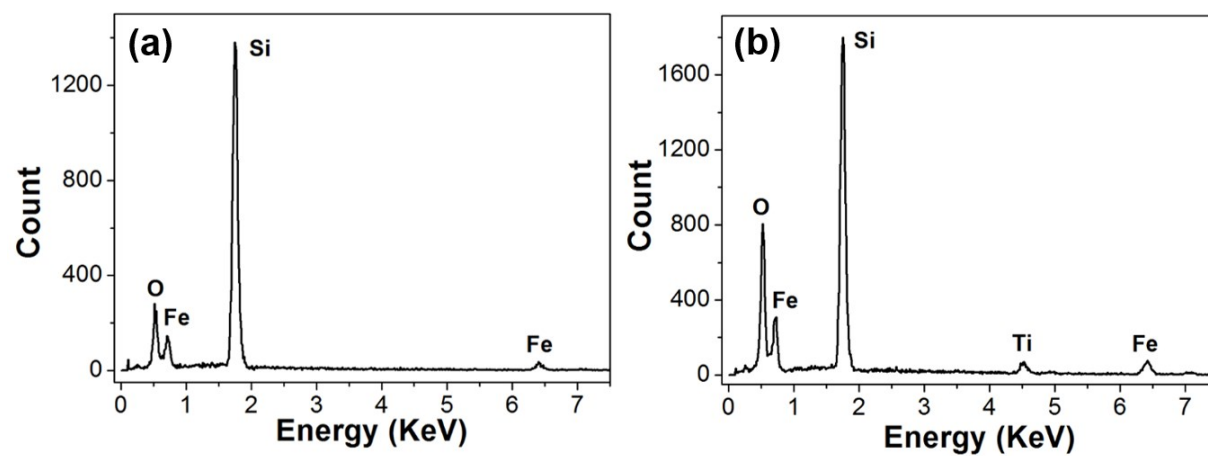 (a)
Si
1200
800
400
0
O
Fe
Fe
0 1 2 3 4 5 6 7
Count
Energy (KeV)
(b)
Si
1600
1200
800
400
0
O
Fe
Ti
Fe
0 1 2 3 4 5 6 7
Count
Energy (KeV)